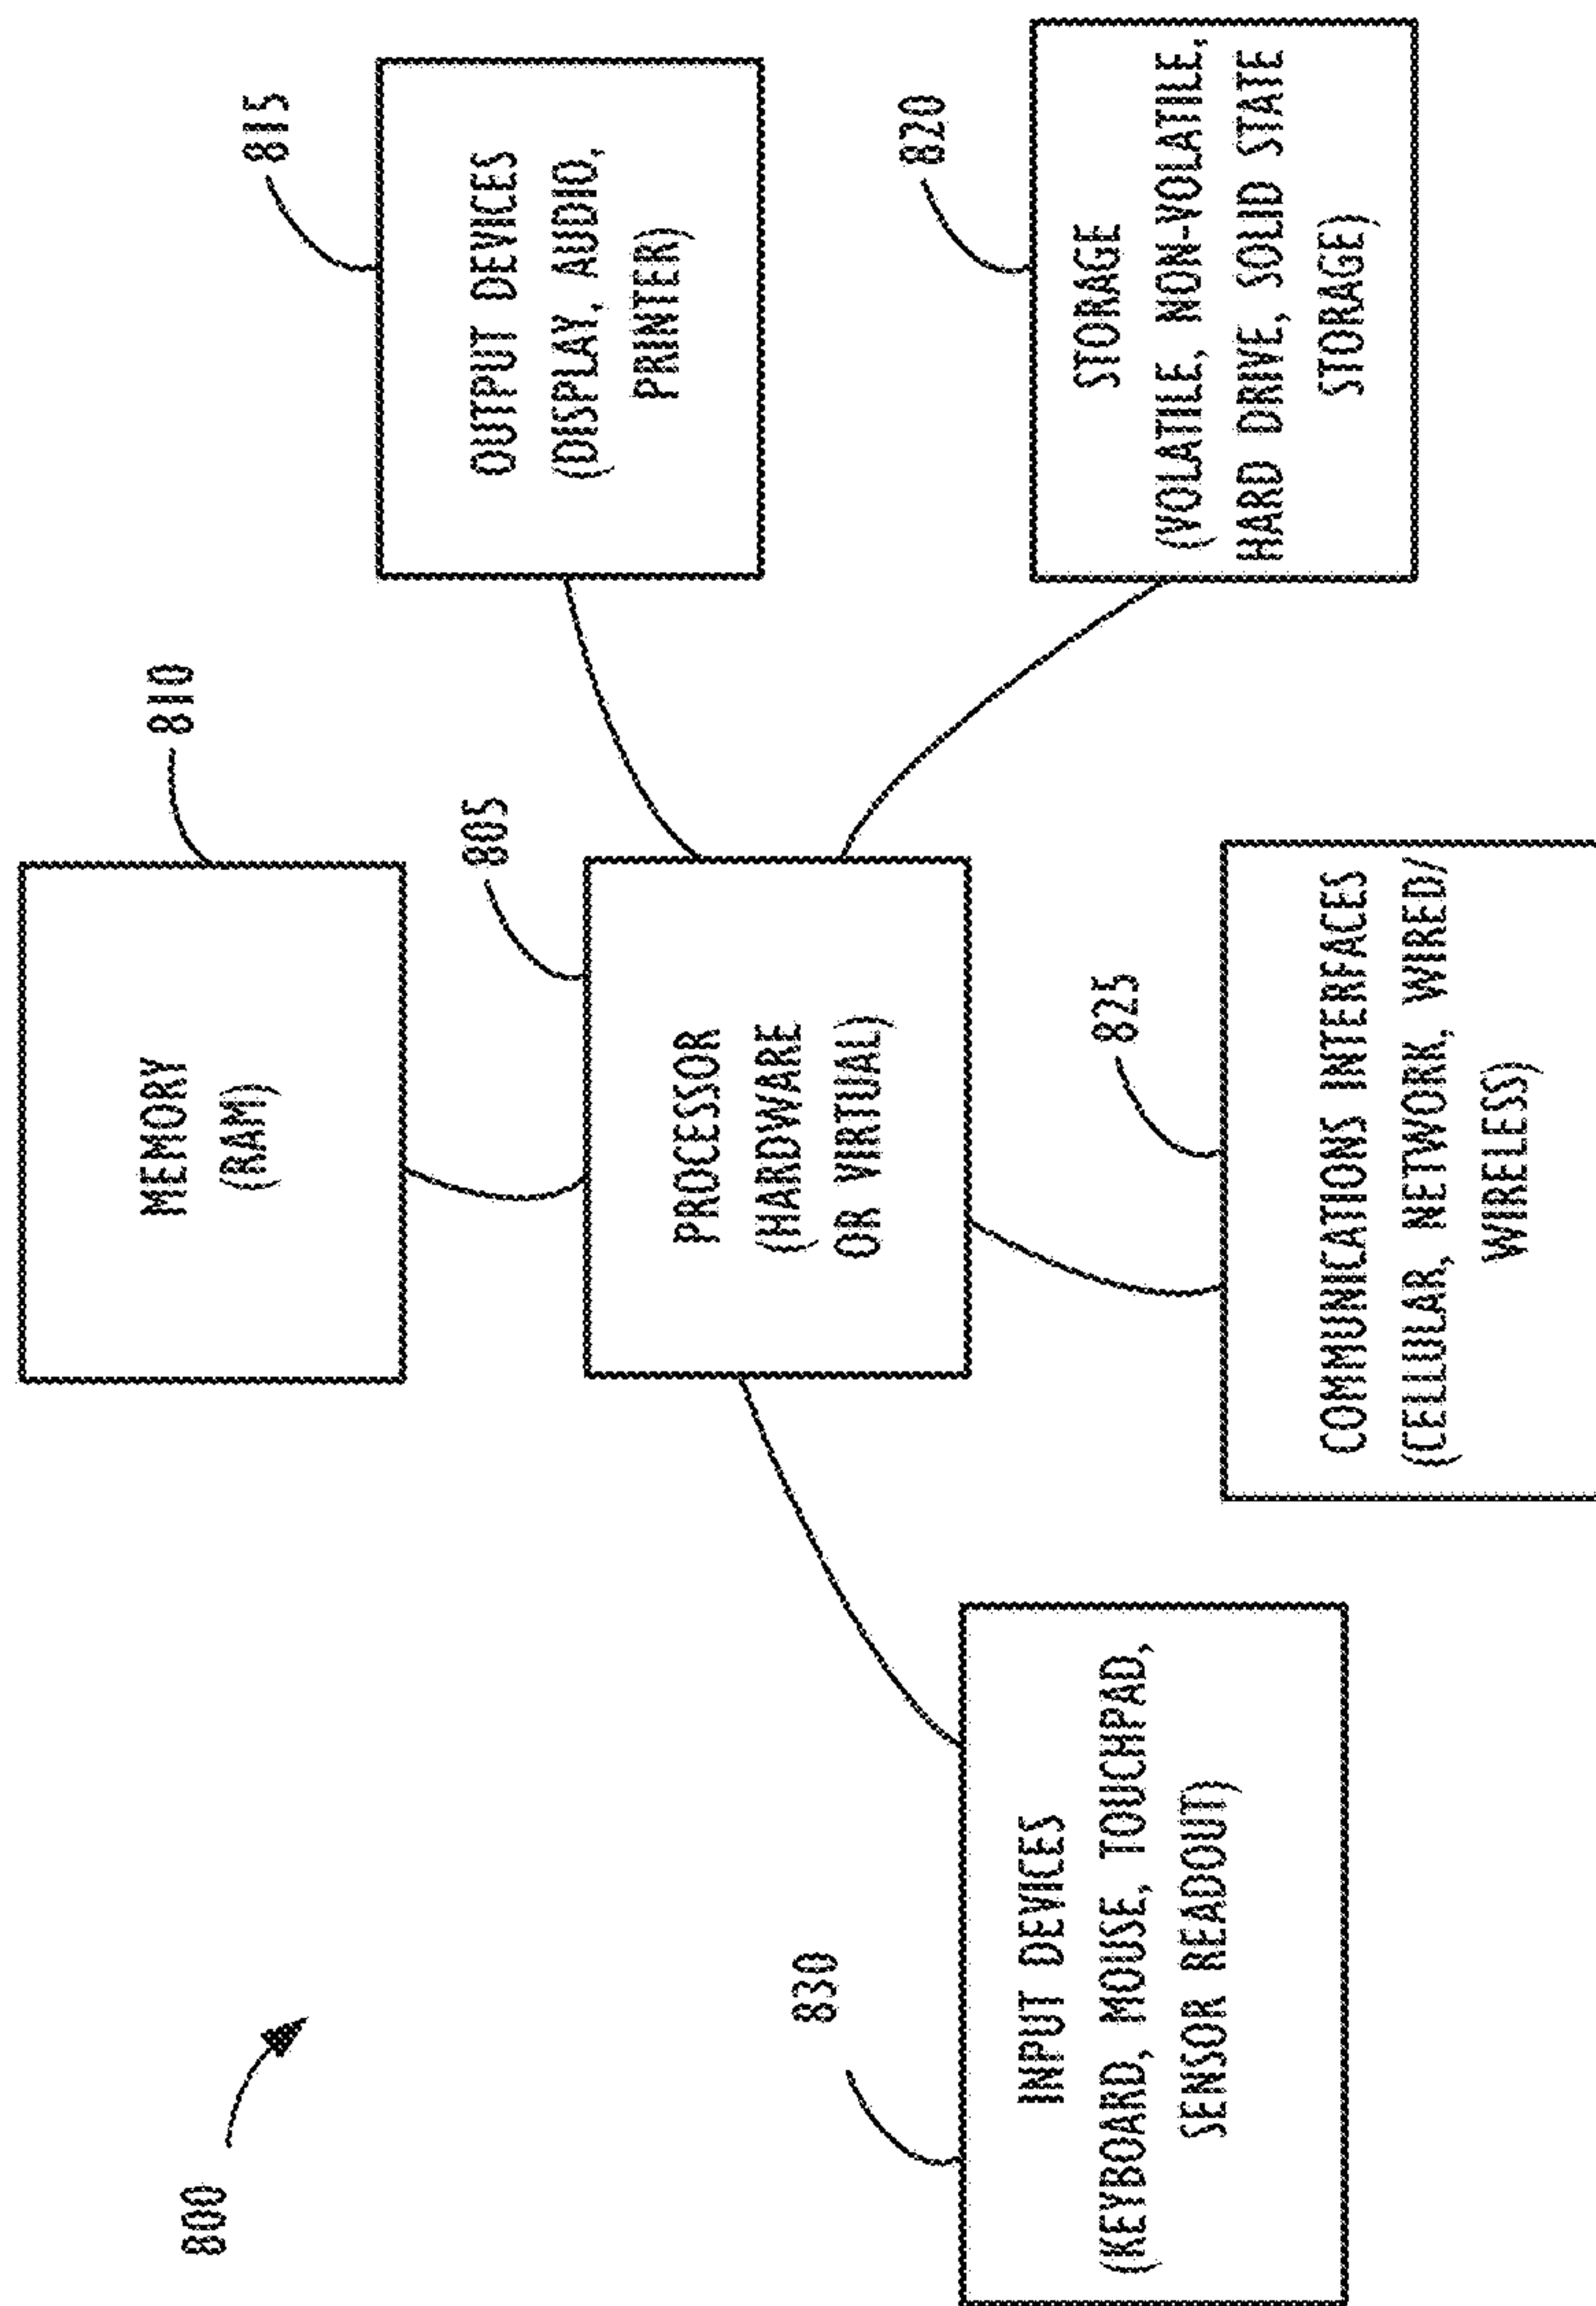 800
MEMORY
(RAM)
810
805
PROCESSOR
(HARDWARE
OR VIRTUAL)
815
OUTPUT DEVICES
(DISPLAY, AUDIO,
PRINTER)
830
INPUT DEVICES
(KEYBOARD, MOUSE, TOUCHPAD,
SENSOR READOUT)
825
COMMUNICATIONS INTERFACES
(CELLULAR, NETWORK, WIRED/
WIRELESS)
820
STORAGE
(VOLATILE, NON-VOLATILE,
HARD DRIVE, SOLID STATE
STORAGE)